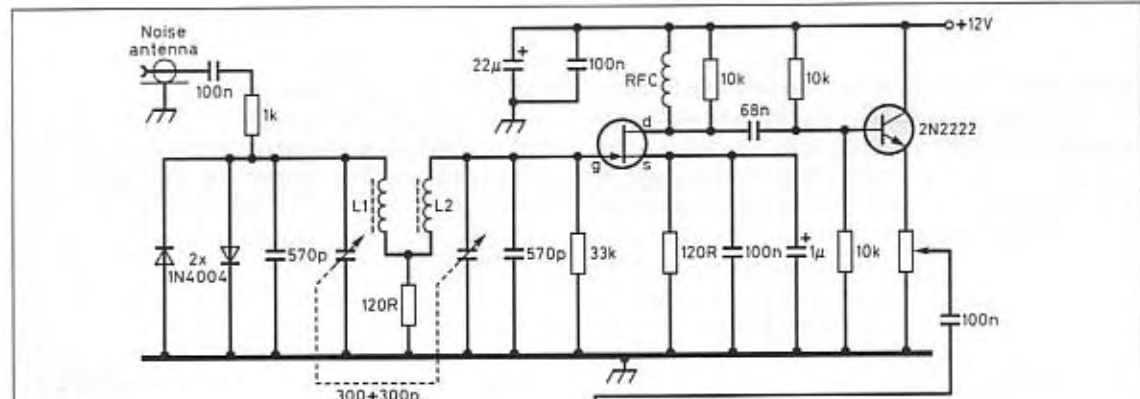 Noise
antenna
100n
1k
22µ
+
100n
RFC
10k
10k
+12V
68n
d
g
s
2N2222
L1
L2
2x
1N4004
570p
120R
570p
33k
120R
100n
+
1µ
10k
100n
300+300p